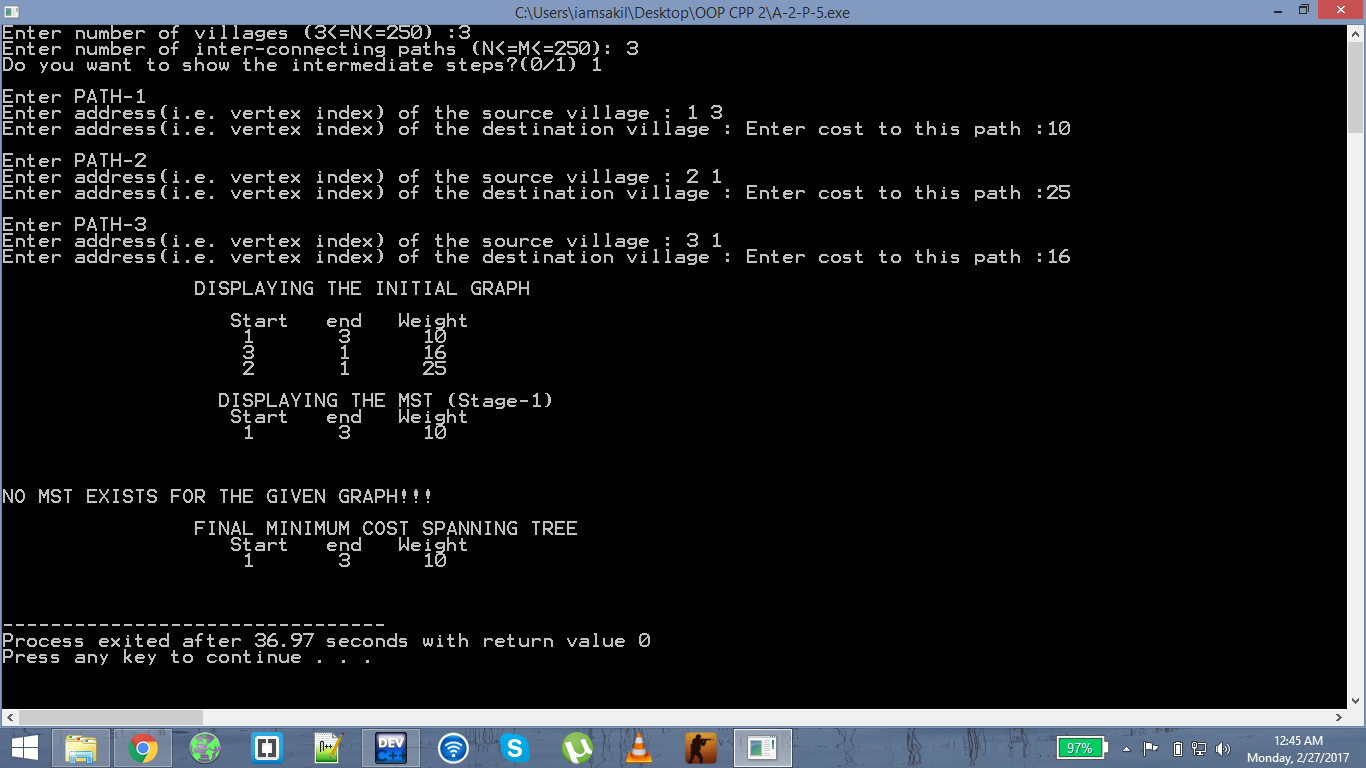 C:\Users\iamsakil\Desktop\OOP CPP 2\A-2-P-5.exe
Enter number of villages (3<=N<=250) :3
Enter number of inter-connecting paths (N<=M<=250): 3
Do you want to show the intermediate steps?(0/1) 1
Enter PATH-1
Enter address(i.e. vertex index) of the source village : 1 3
Enter address(i.e. vertex index) of the destination village : Enter cost to this path :10
Enter PATH-2
Enter address(i.e. vertex index) of the source village : 2 1
Enter address(i.e. vertex index) of the destination village : Enter cost to this path :25
Enter PATH-3
Enter address(i.e. vertex index) of the source village : 3 1
Enter address(i.e. vertex index) of the destination village : Enter cost to this path :16
DISPLAYING THE INITIAL GRAPH
Start end Weight
1 3 10
3 1 16
2 1 25
DISPLAYING THE MST (Stage-1)
Start end Weight
1 3 10
NO MST EXISTS FOR THE GIVEN GRAPH!!!
FINAL MINIMUM COST SPANNING TREE
Start end Weight
1 3 10
--------------------------------
Process exited after 36.97 seconds with return value 0
Press any key to continue . . .
DEV C++
97%
12:45 AM
Monday, 2/27/2017